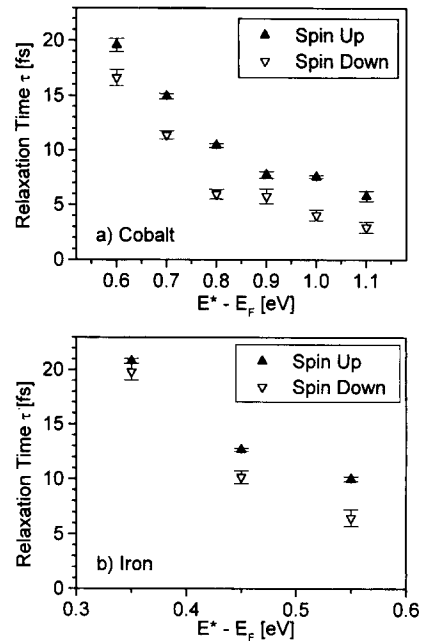 Relaxation Time τ [fs]
20
15
10
5
0
Spin Up
Spin Down
a) Cobalt
0.6 0.7 0.8 0.9 1.0 1.1
E* - E_F [eV]
Relaxation Time τ [fs]
20
15
10
5
0
Spin Up
Spin Down
b) Iron
0.3 0.4 0.5 0.6
E* - E_F [eV]